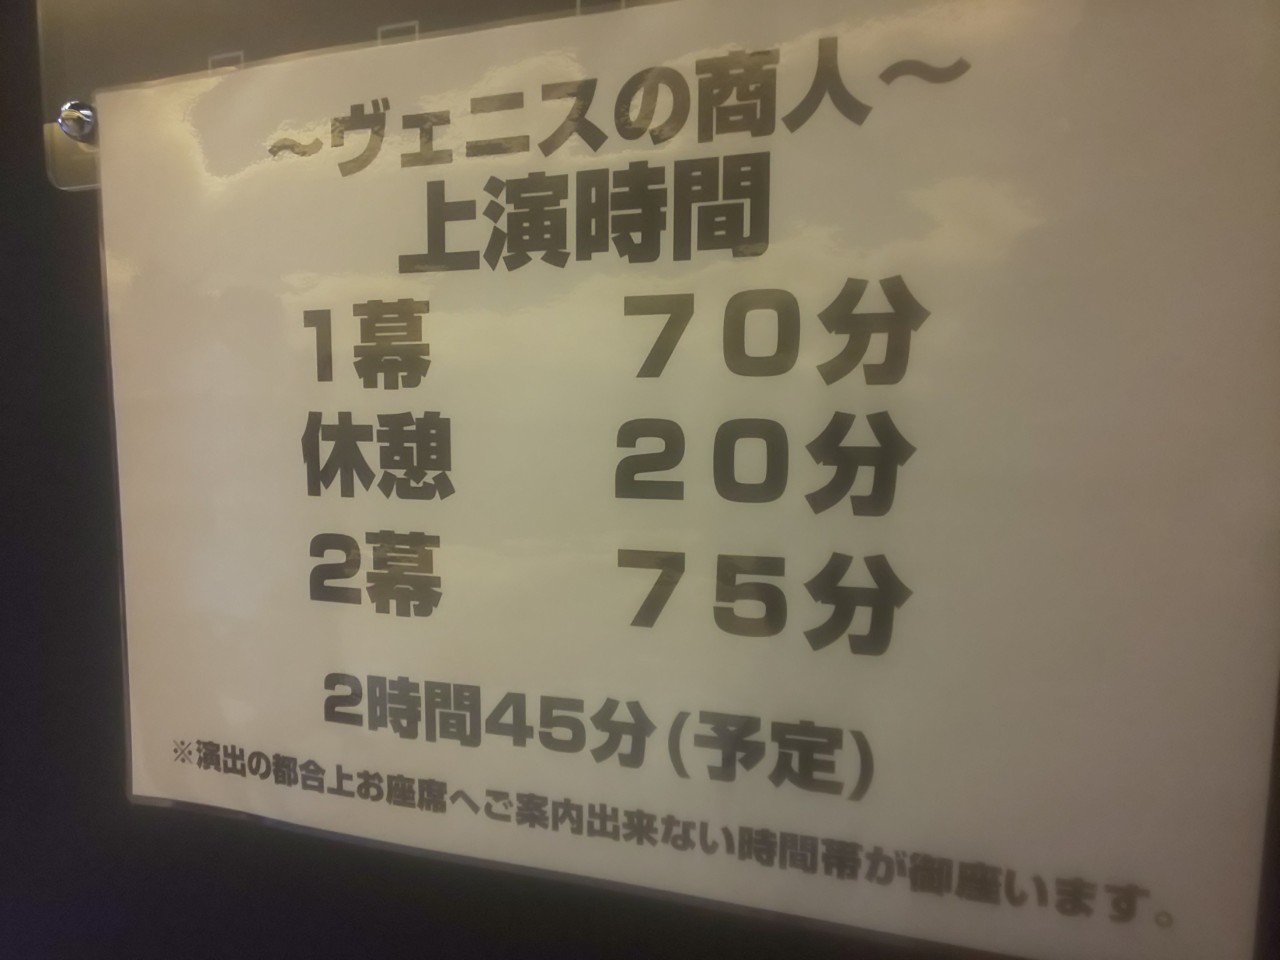 ～ヴェニスの商人～
上演時間
1幕 70分
休憩 20分
2幕 75分
2時間45分(予定)
※演出の都合上お座席へご案内出来ない時間帯が御座います。